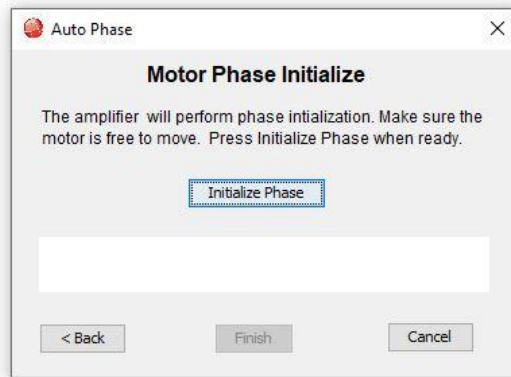 Auto Phase
Motor Phase Initialize
The amplifier will perform phase intialization. Make sure the
motor is free to move. Press Initialize Phase when ready.
Initialize Phase
< Back
Finish
Cancel